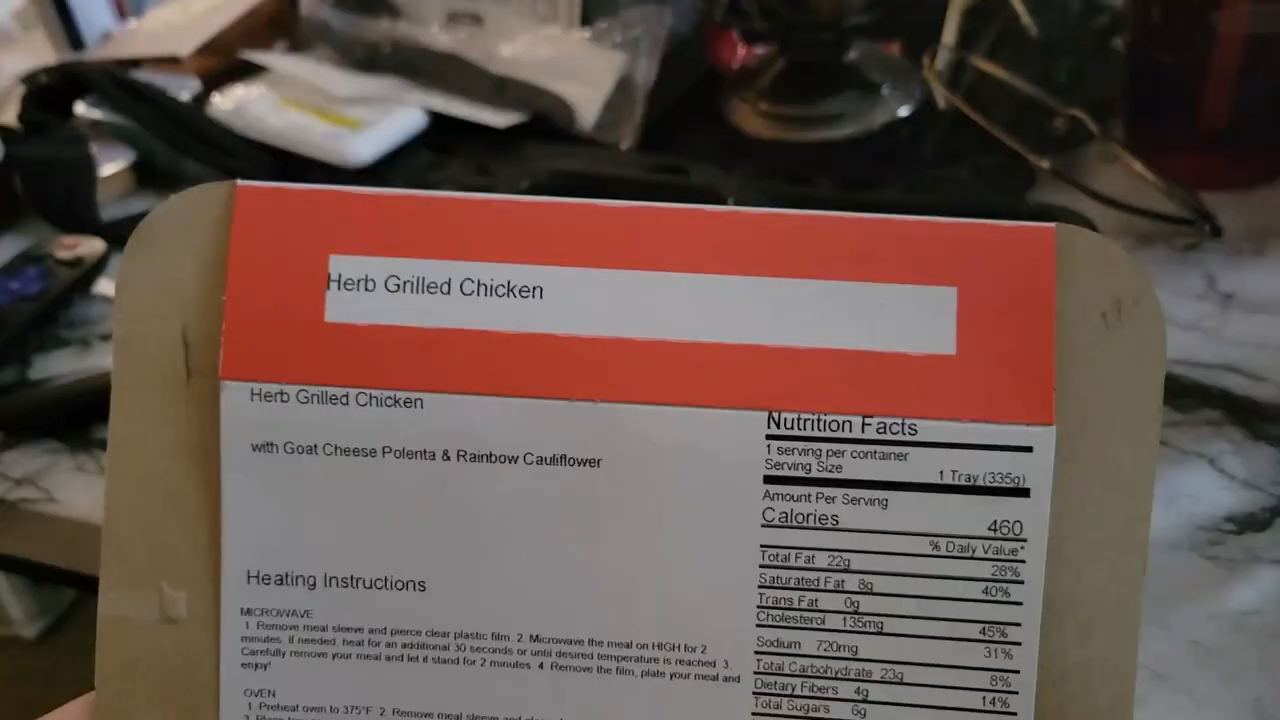 Herb Grilled Chicken
Herb Grilled Chicken
with Goat Cheese Polenta & Rainbow Cauliflower
Heating Instructions
MICROWAVE
1. Remove meal sleeve and pierce clear plastic film. 2. Microwave the meal on HIGH for 2
minutes. If needed, heat for an additional 30 seconds or until desired temperature is reached 3.
Carefully remove your meal and let it stand for 2 minutes. 4. Remove the film, plate your meal and
enjoy!
OVEN
1. Preheat oven to 375°F 2. Remove meal sleeve and
Nutrition Facts
1 serving per container
Serving Size 1 Tray (335g)
Amount Per Serving
Calories 460
% Daily Value*
Total Fat 22g 28%
Saturated Fat 8g 40%
Trans Fat 0g
Cholesterol 135mg 45%
Sodium 720mg 31%
Total Carbohydrate 23g 8%
Dietary Fibers 4g 14%
Total Sugars 6g